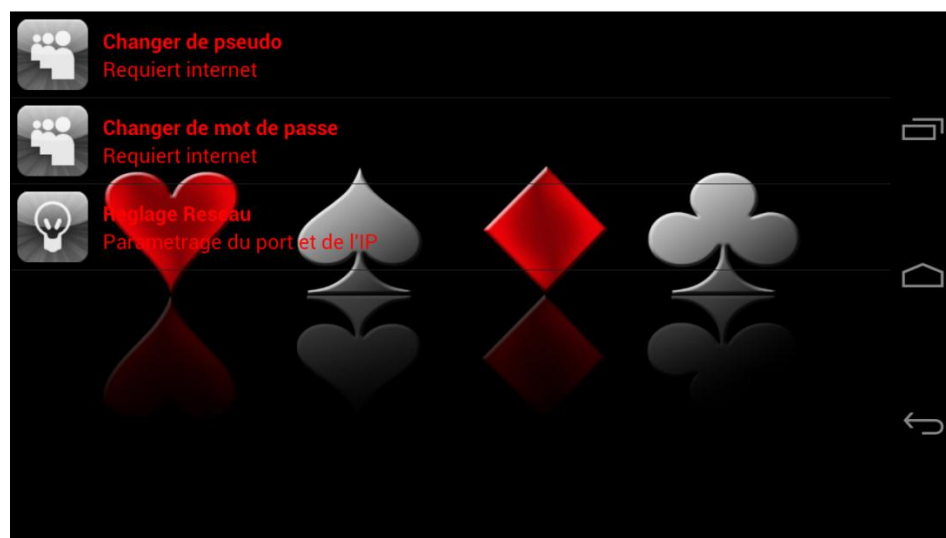 Changer de pseudo
Requiert internet
Changer de mot de passe
Requiert internet
Reglage Reseau
Parametrage du port et de l'IP